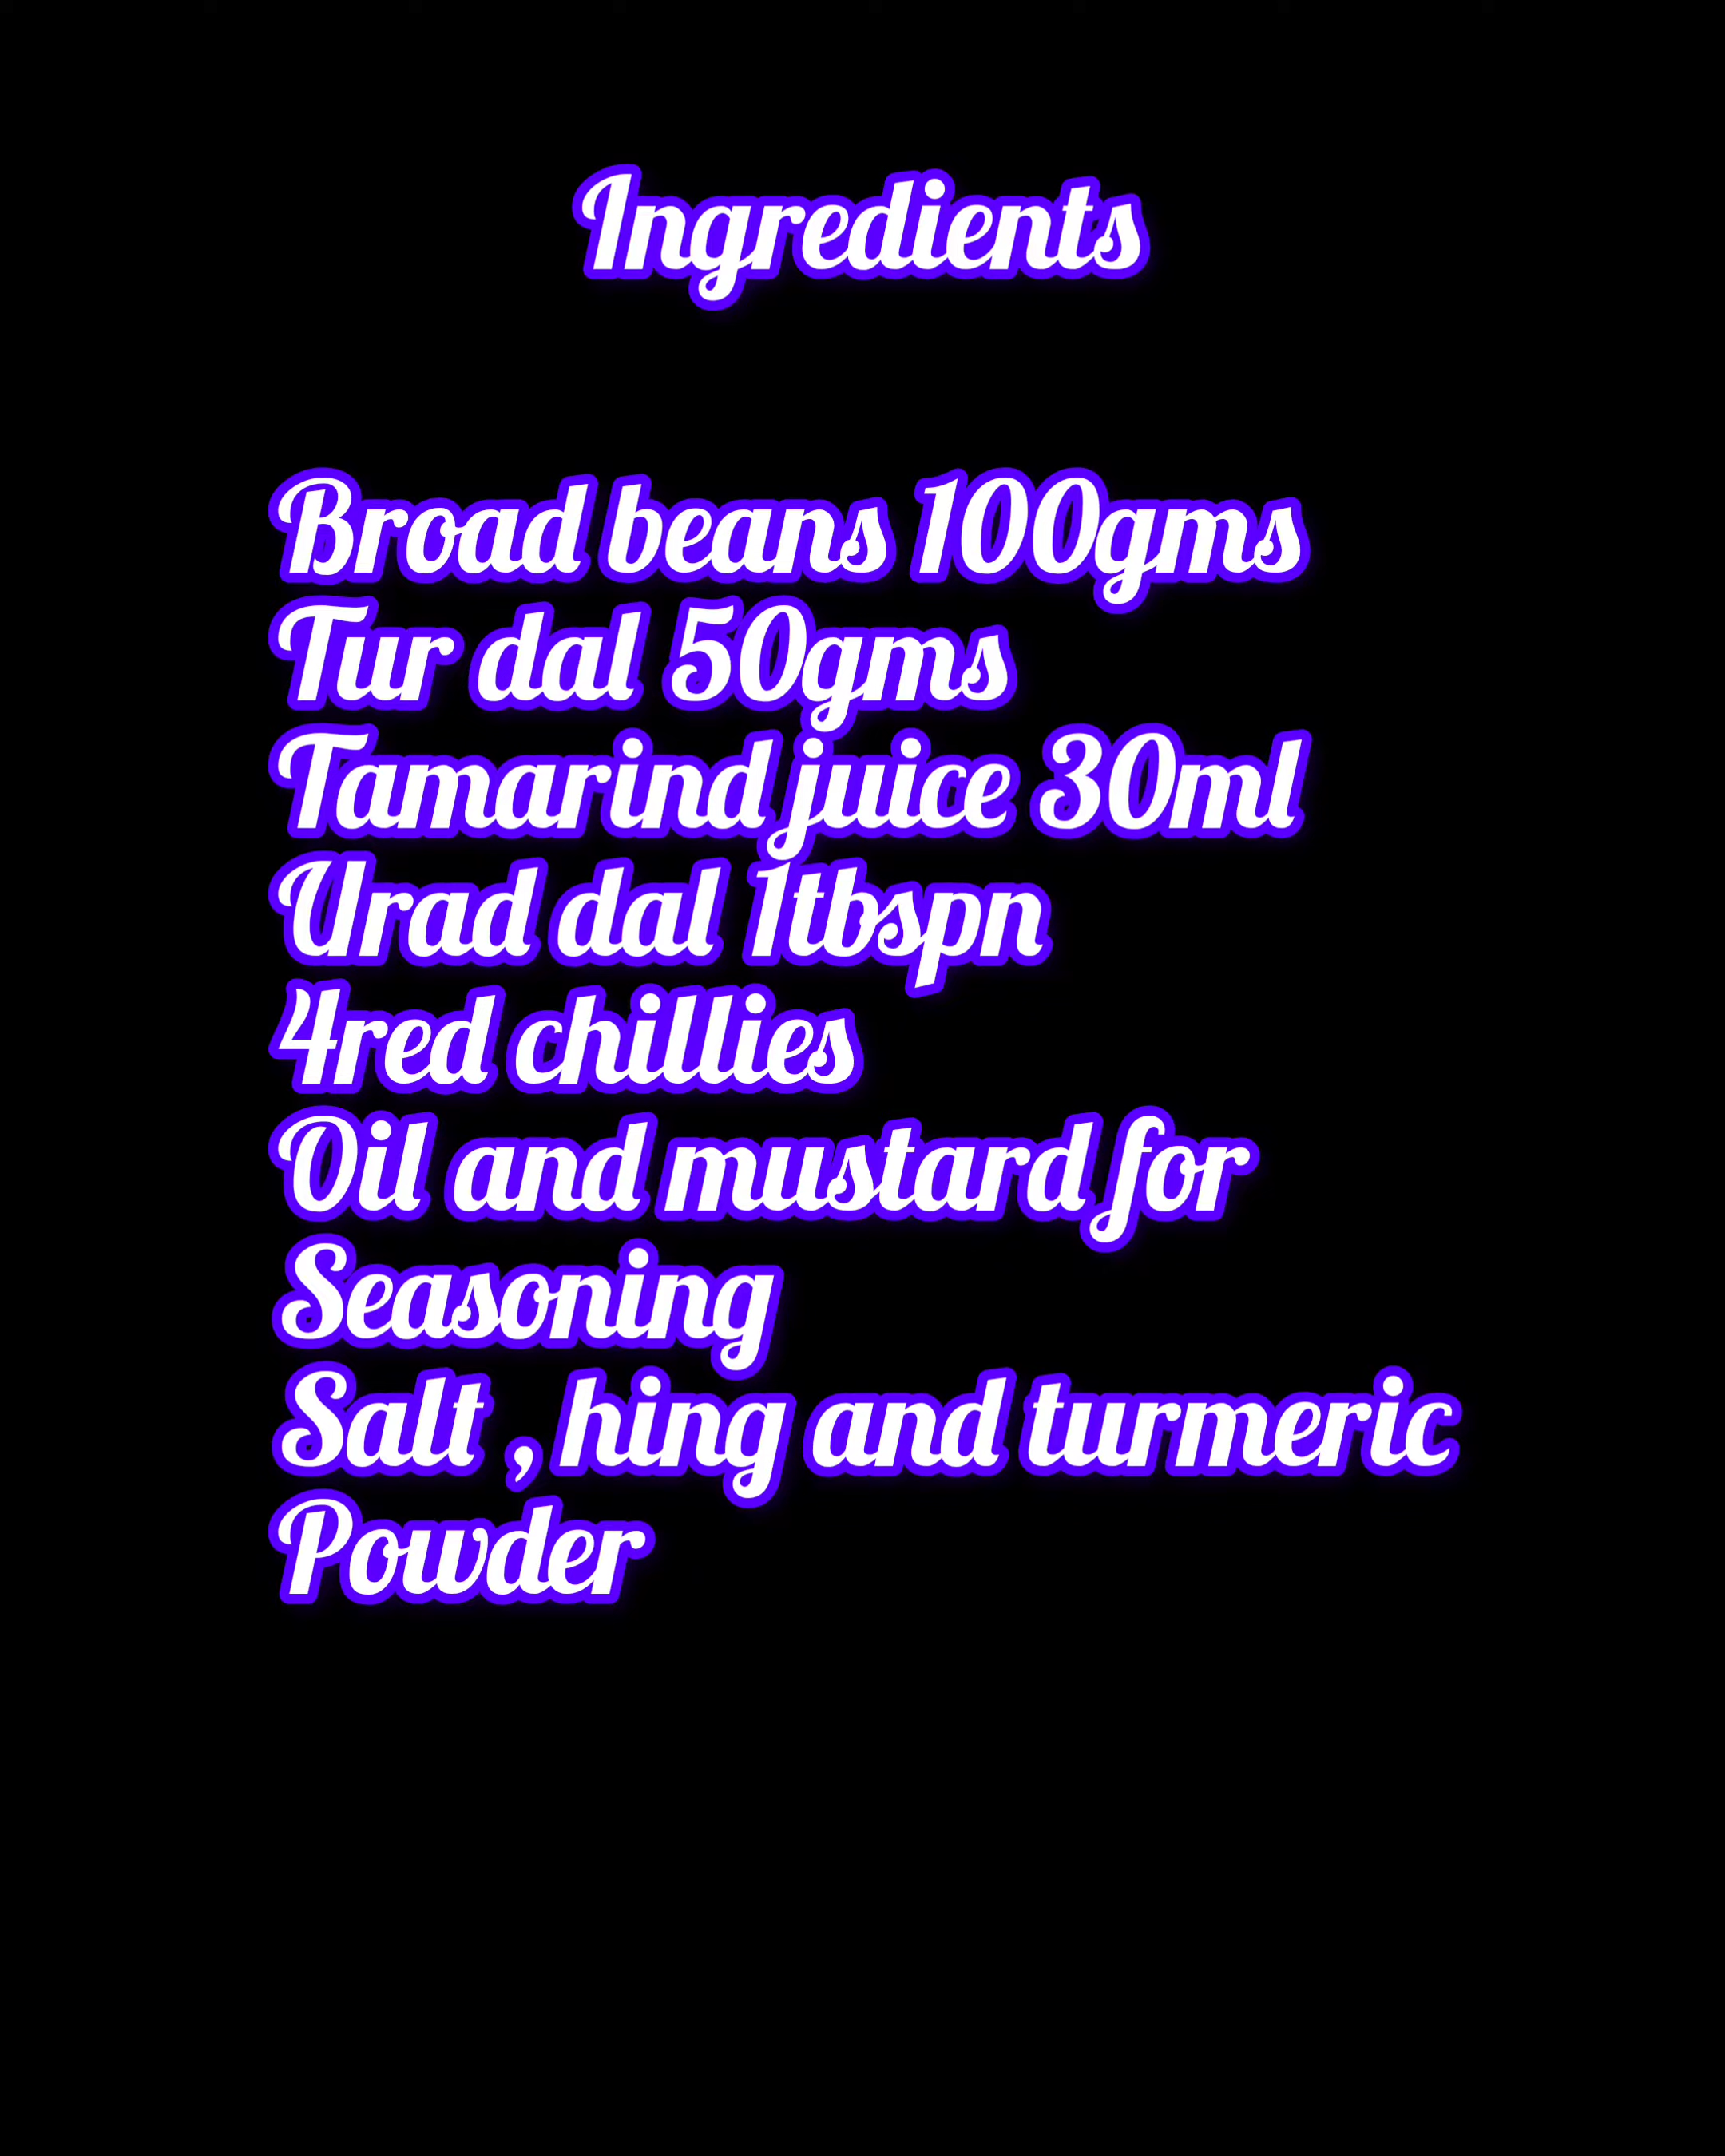 Ingredients
Broad beans 100gms
Tur dal 50gms
Tamarind juice 30ml
Urad dal 1tbspn
4red chillies
Oil and mustard for
Seasoning
Salt , hing and turmeric
Powder